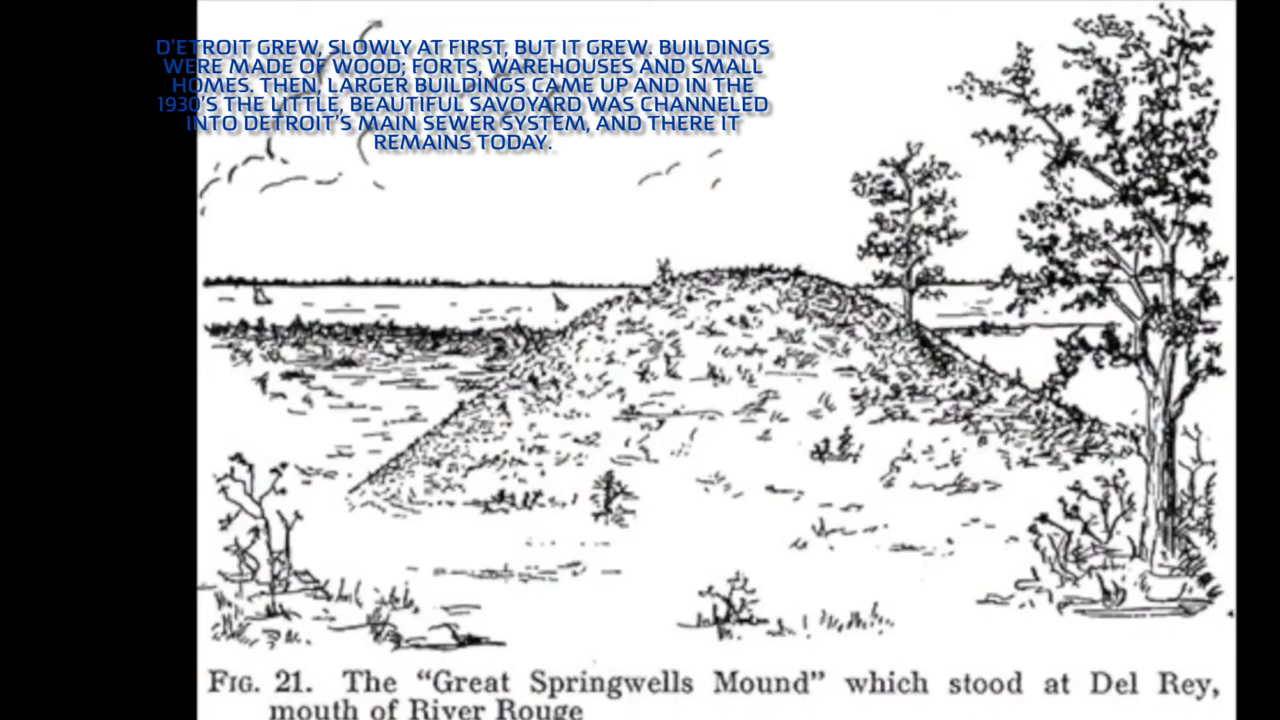 D'ETROIT GREW, SLOWLY AT FIRST, BUT IT GREW. BUILDINGS
WERE MADE OF WOOD; FORTS, WAREHOUSES AND SMALL
HOMES. THEN, LARGER BUILDINGS CAME UP AND IN THE
1930'S THE LITTLE, BEAUTIFUL SAVOYARD WAS CHANNELED
INTO DETROIT'S MAIN SEWER SYSTEM, AND THERE IT
REMAINS TODAY.
FIG. 21. The "Great Springwells Mound" which stood at Del Rey,
mouth of River Rouge